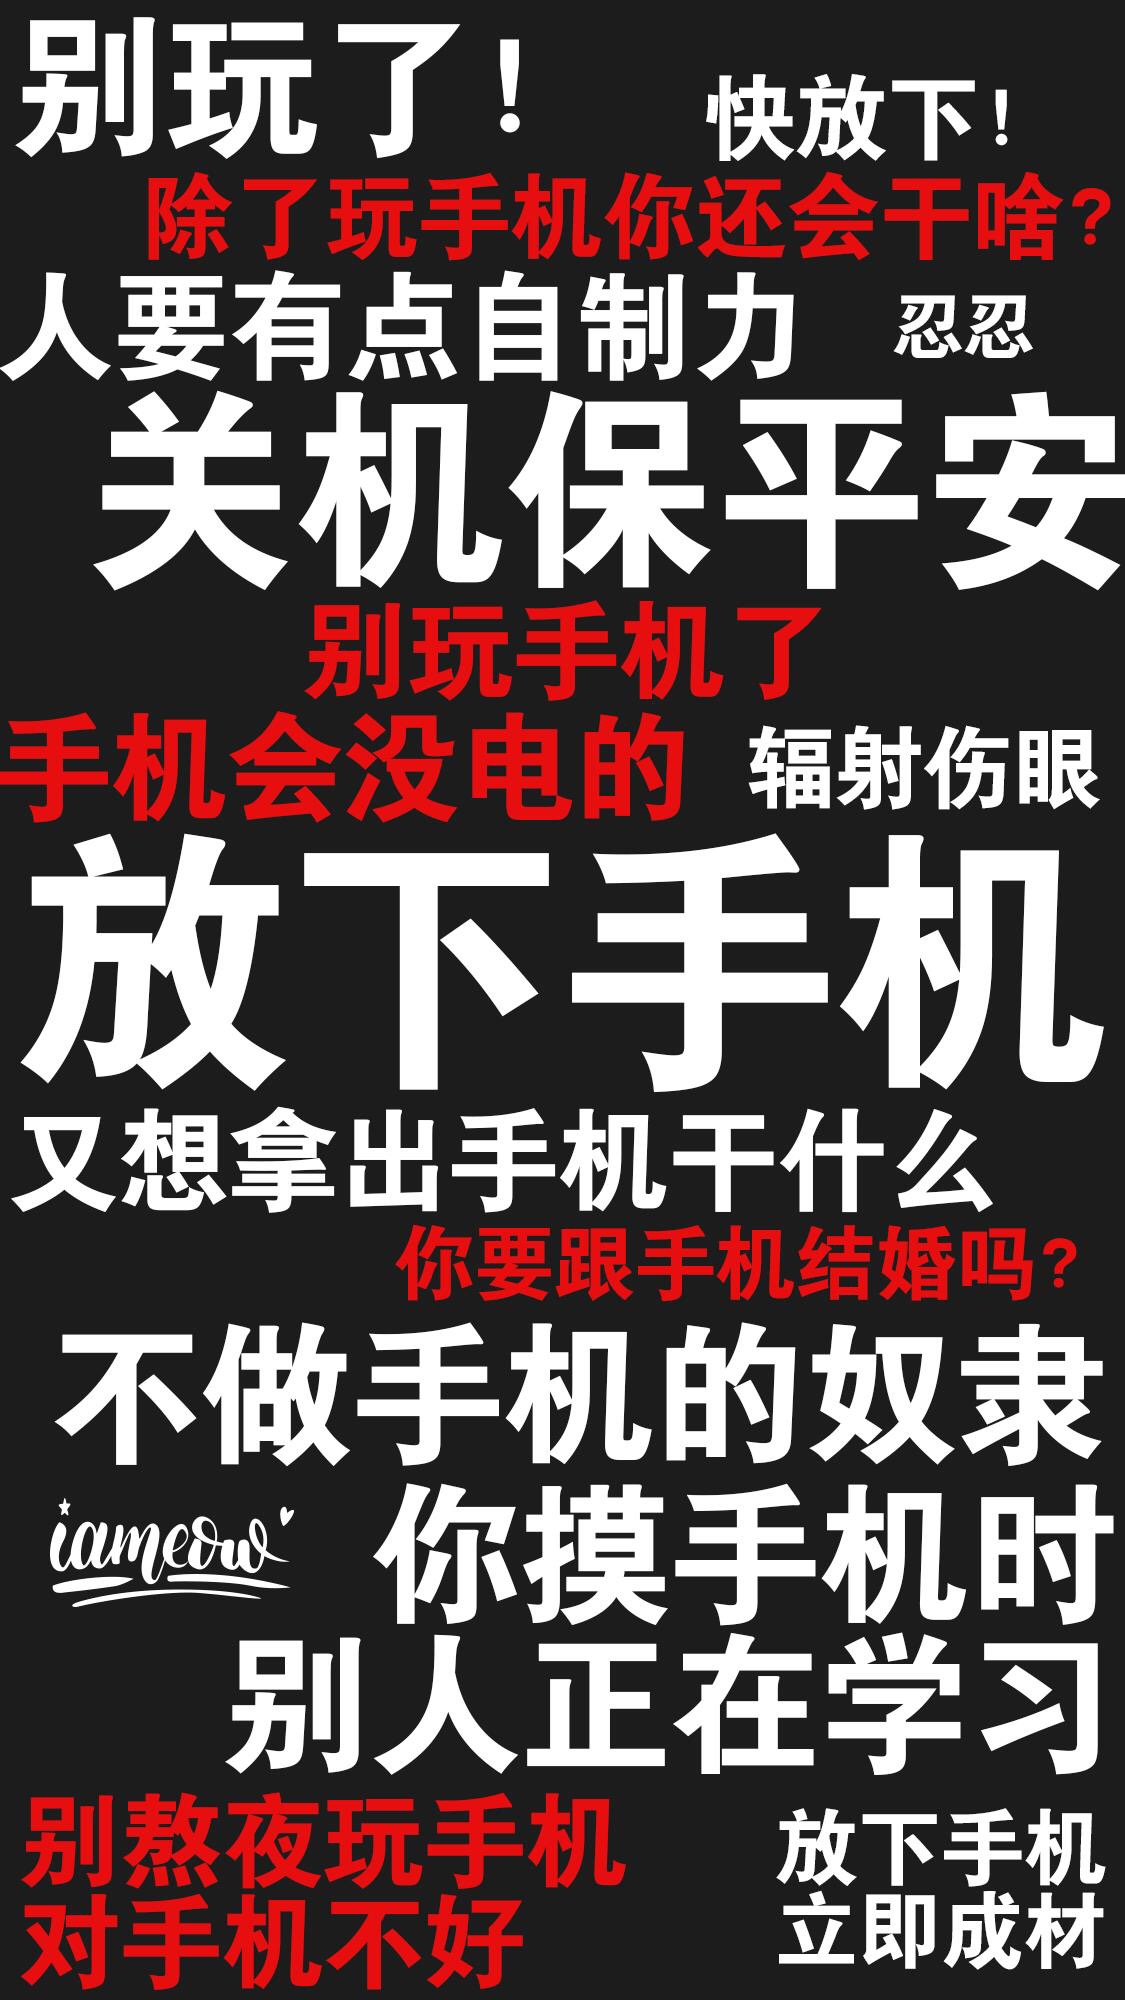 别玩了！ 快放下！
除了玩手机你还会干啥？
人要有点自制力 忍忍
关机保平安
别玩手机了
手机会没电的 辐射伤眼
放下手机
又想拿出手机干什么
你要跟手机结婚吗？
不做手机的奴隶
iameow 你摸手机时
别人正在学习
别熬夜玩手机
对手机不好
放下手机
立即成材